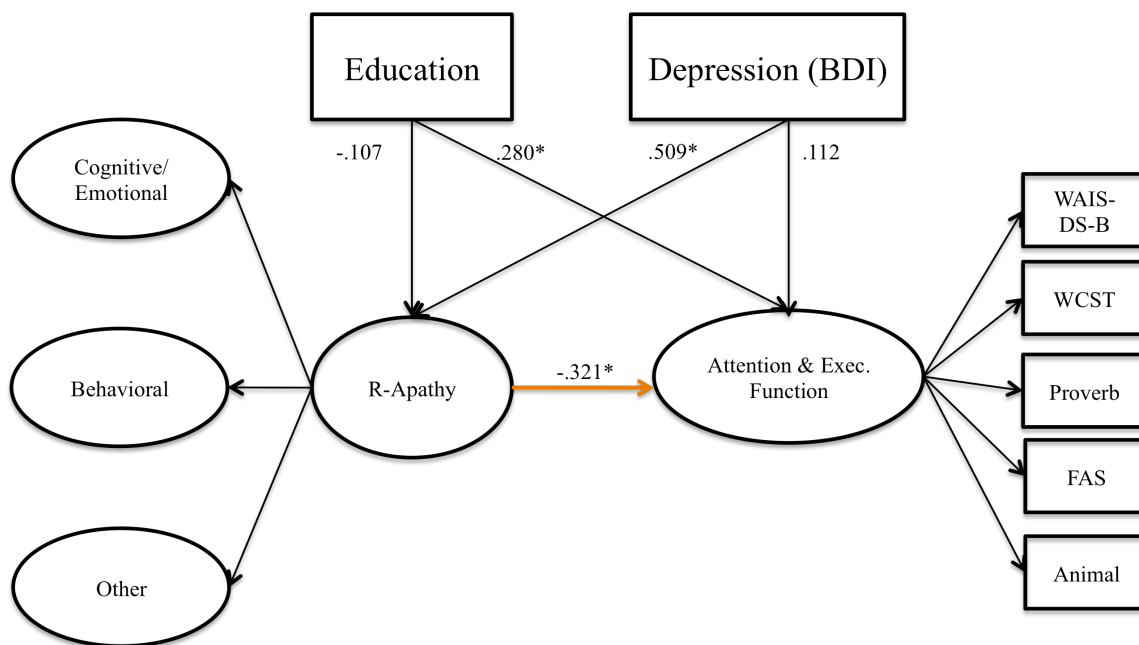 Education
Depression (BDI)
-.107
.280*
.509*
.112
Cognitive/
Emotional
WAIS-
DS-B
WCST
Behavioral
R-Apathy
-.321*
Attention & Exec.
Function
Proverb
FAS
Other
Animal